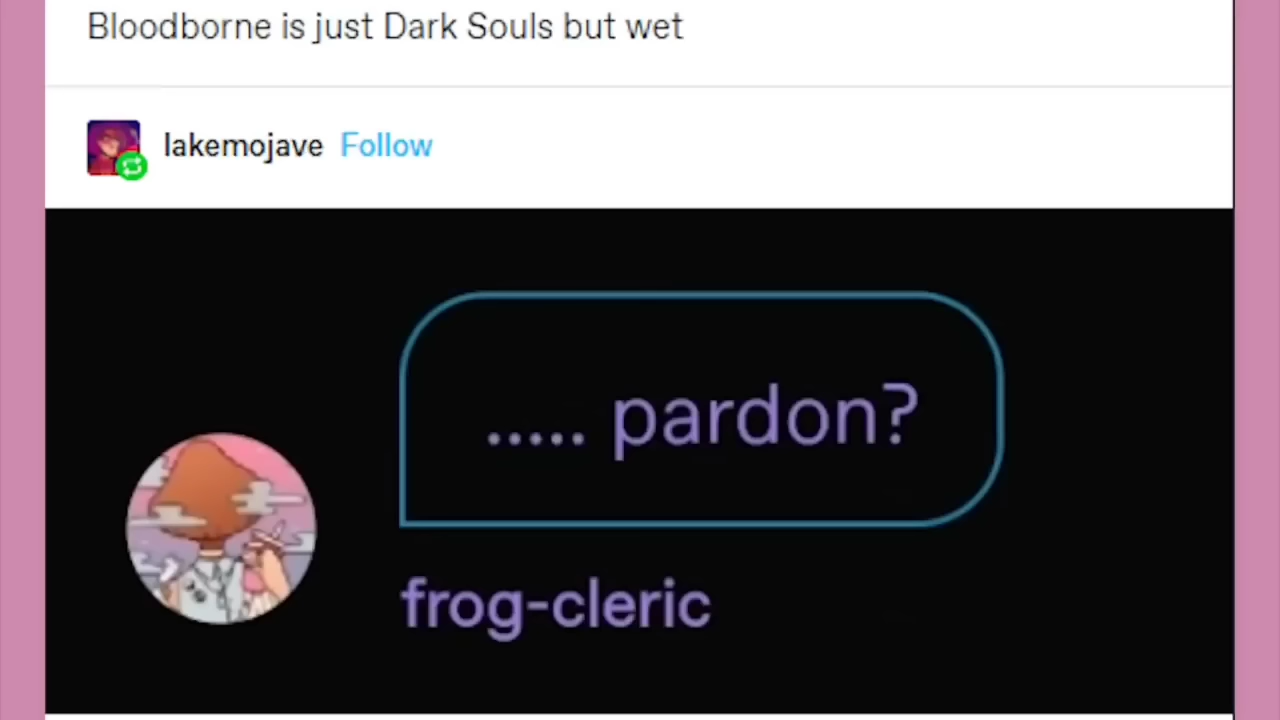 Bloodborne is just Dark Souls but wet
lakemojave Follow
..... pardon?
frog-cleric